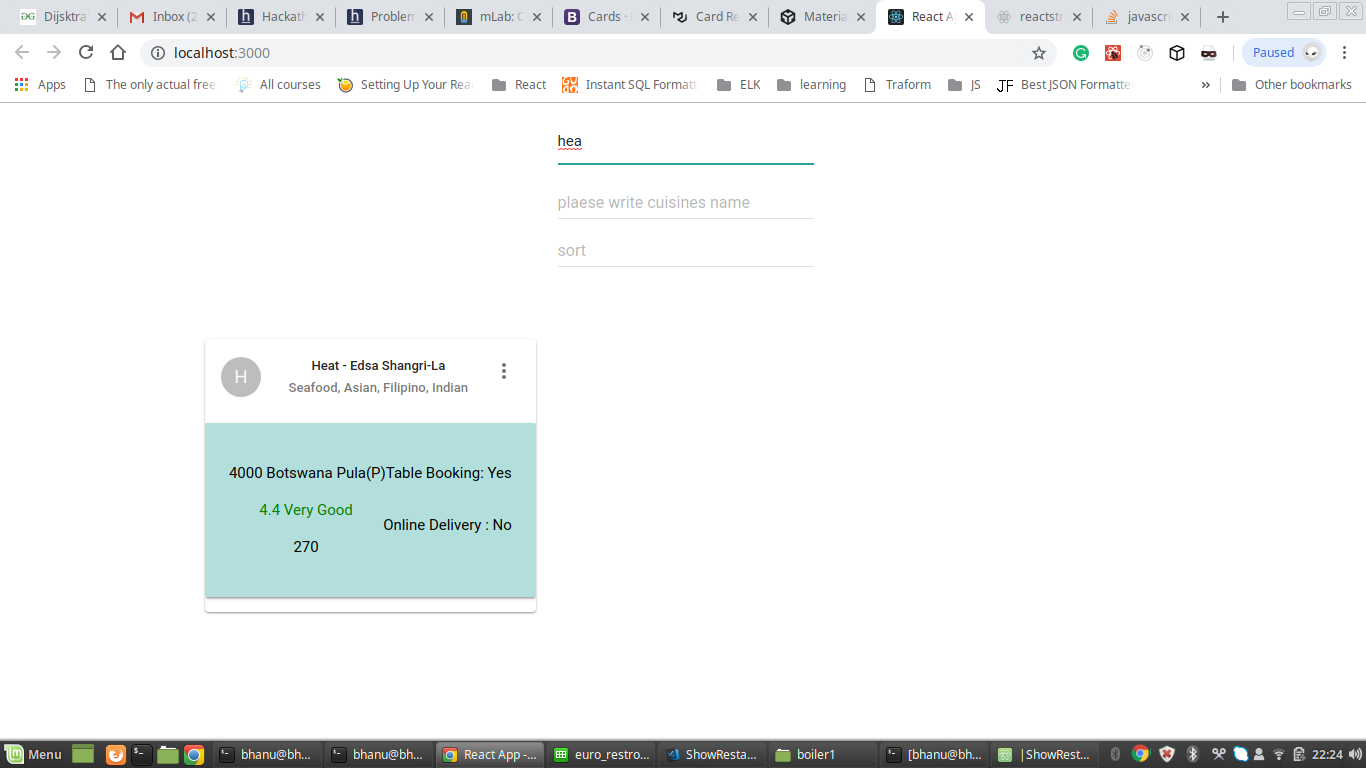 Dijsktra
Inbox (2
Hackath
Problem
mLab: C
Cards -
Card Re
Materia
React Ap
reactstr
javascri
localhost:3000
Paused
Apps
The only actual free
All courses
Setting Up Your Rea
React
Instant SQL Formatt
ELK
learning
Traform
JS
Best JSON Formatte
»
Other bookmarks
hea
plaese write cuisines name
sort
H
Heat - Edsa Shangri-La
Seafood, Asian, Filipino, Indian
4000 Botswana Pula(P)Table Booking: Yes
4.4 Very Good
Online Delivery : No
270
Menu
bhanu@bh...
bhanu@bh...
React App -...
euro_restro...
ShowResta...
boiler1
[bhanu@bh...
|ShowRest...
22:24